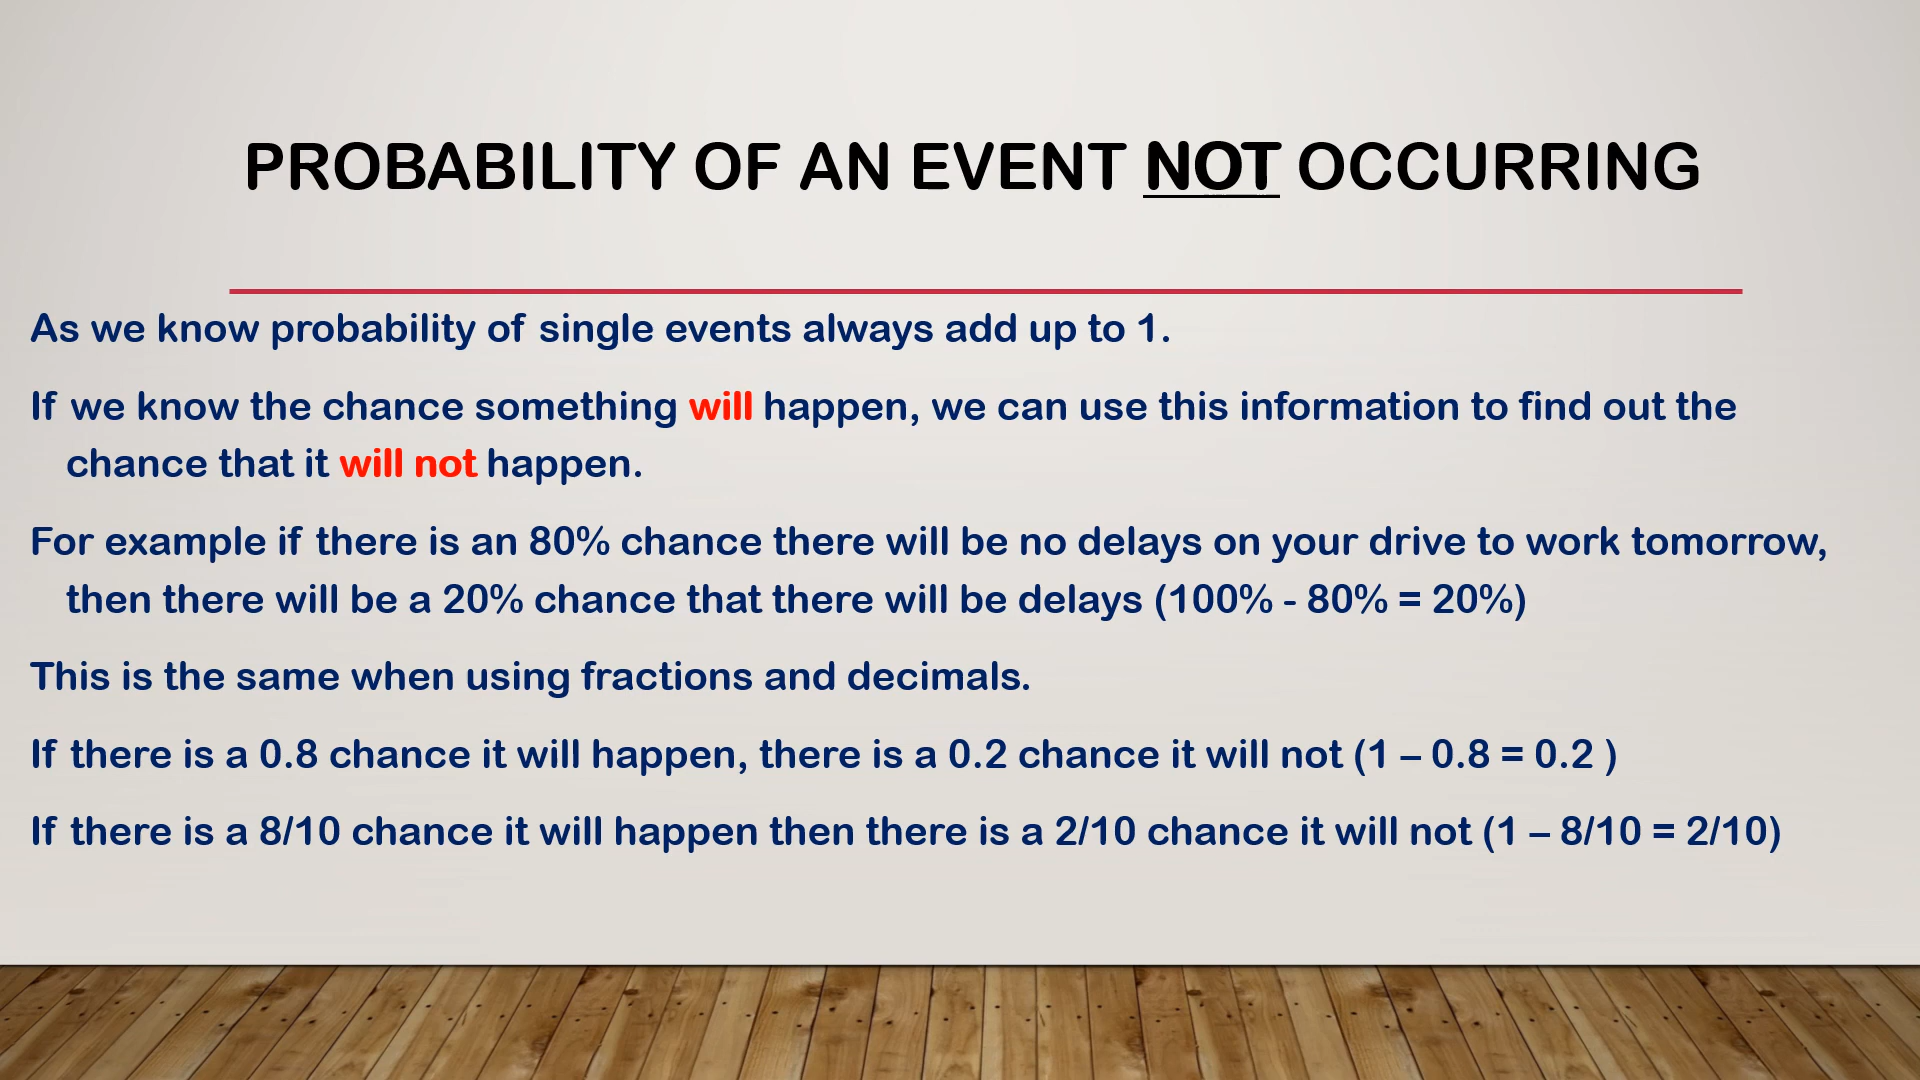 PROBABILITY OF AN EVENT NOT OCCURRING
As we know probability of single events always add up to 1.
If we know the chance something will happen, we can use this information to find out the
chance that it will not happen.
For example if there is an 80% chance there will be no delays on your drive to work tomorrow,
then there will be a 20% chance that there will be delays (100% - 80% = 20%)
This is the same when using fractions and decimals.
If there is a 0.8 chance it will happen, there is a 0.2 chance it will not (1 – 0.8 = 0.2 )
If there is a 8/10 chance it will happen then there is a 2/10 chance it will not (1 – 8/10 = 2/10)